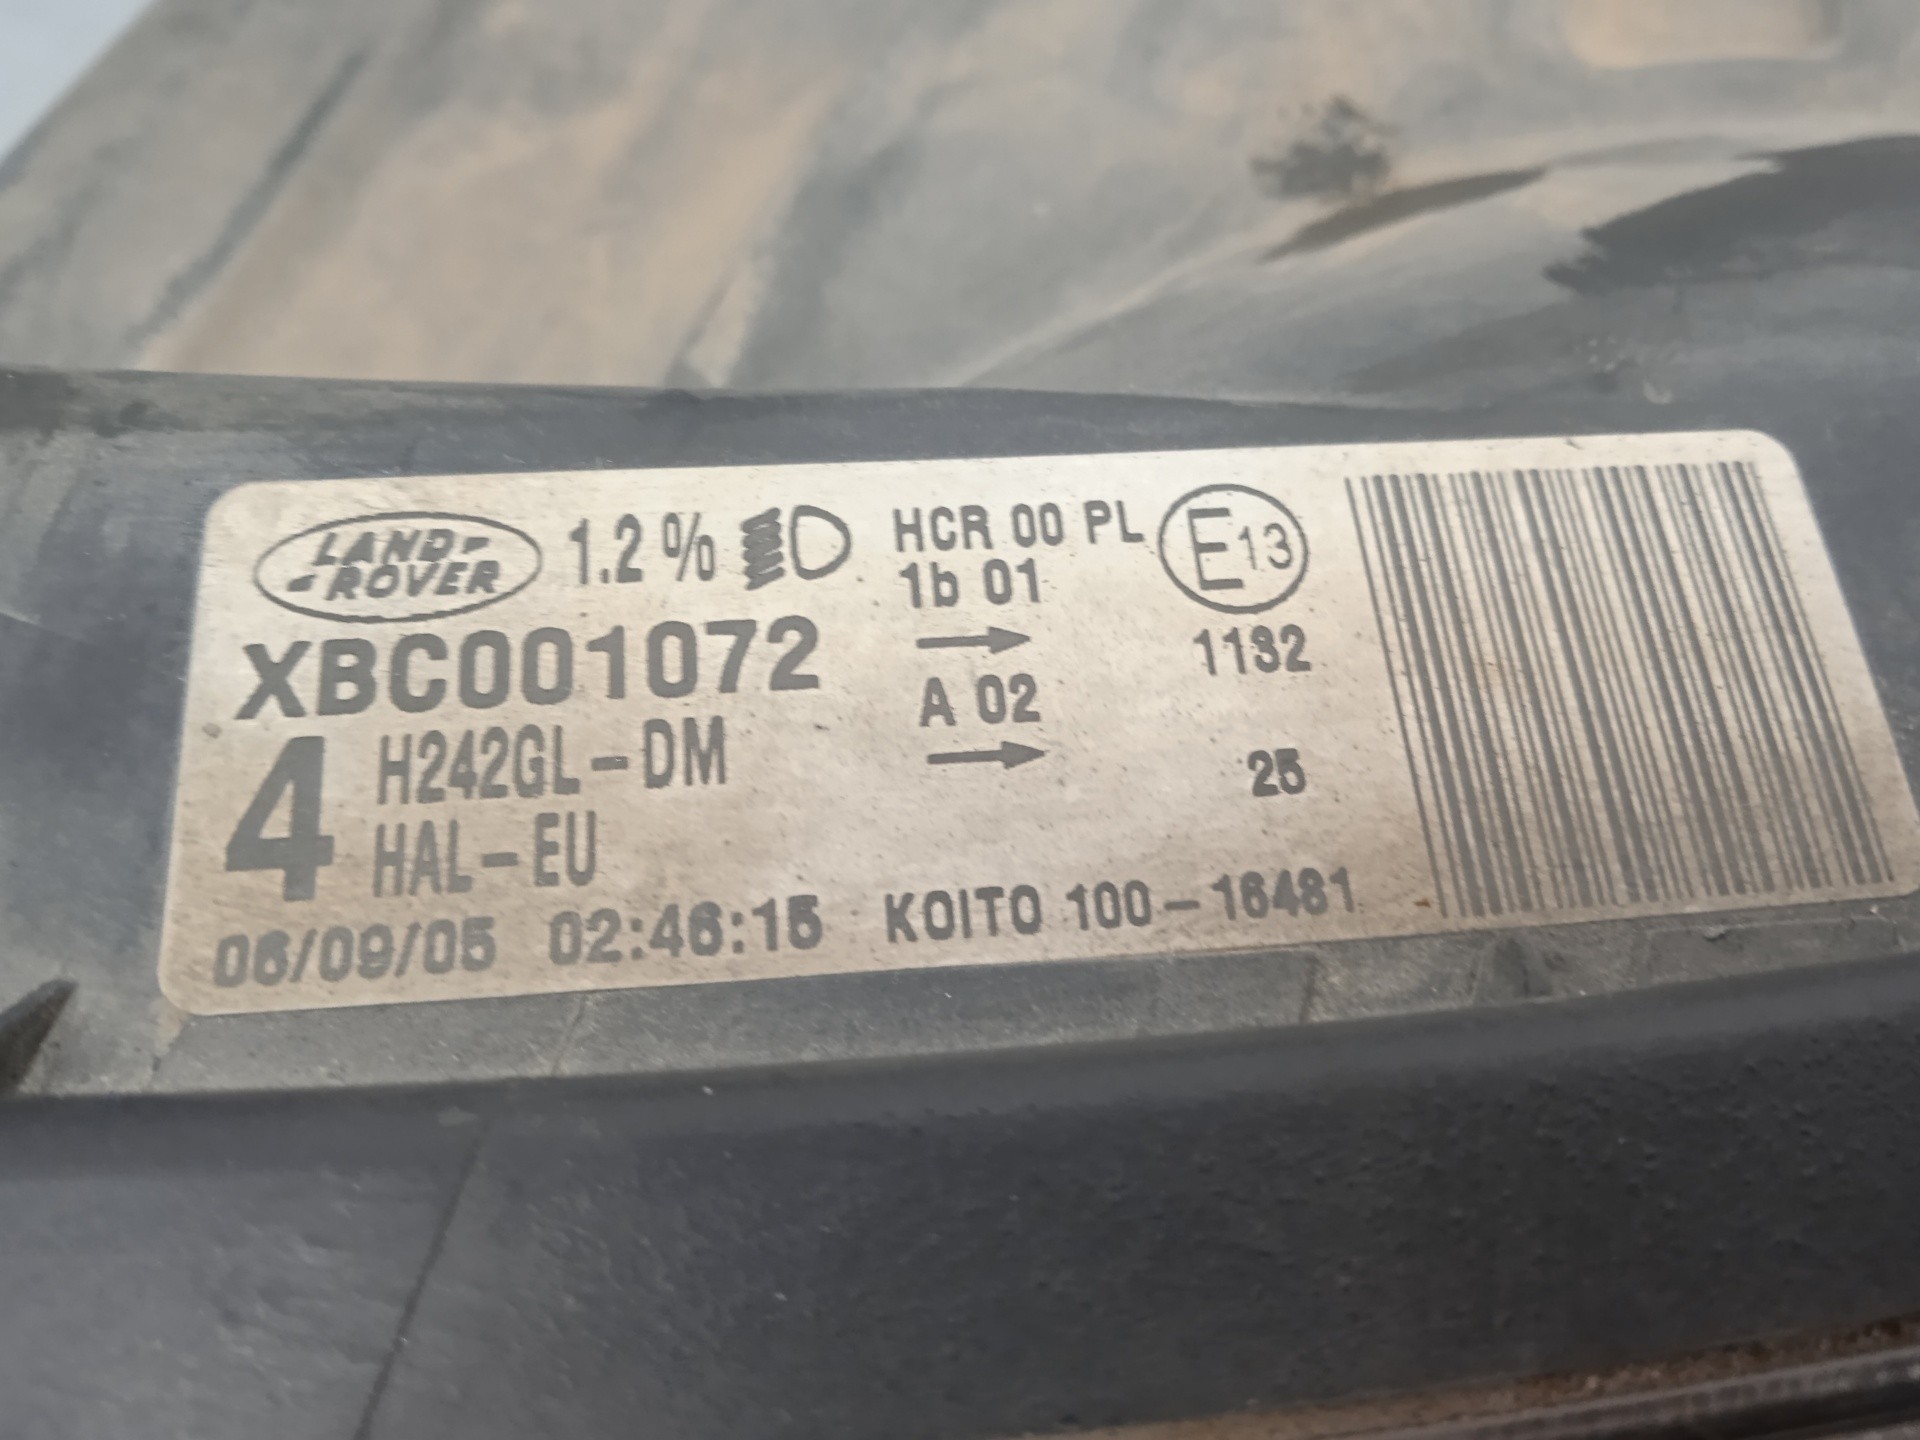 LAND-
-ROVER
1.2%
HCR 00 PL
1b 01
E13
XBC001072
1132
A 02
4
H242GL-DM
25
HAL-EU
06/09/05 02:46:15 KOITO 100-16481